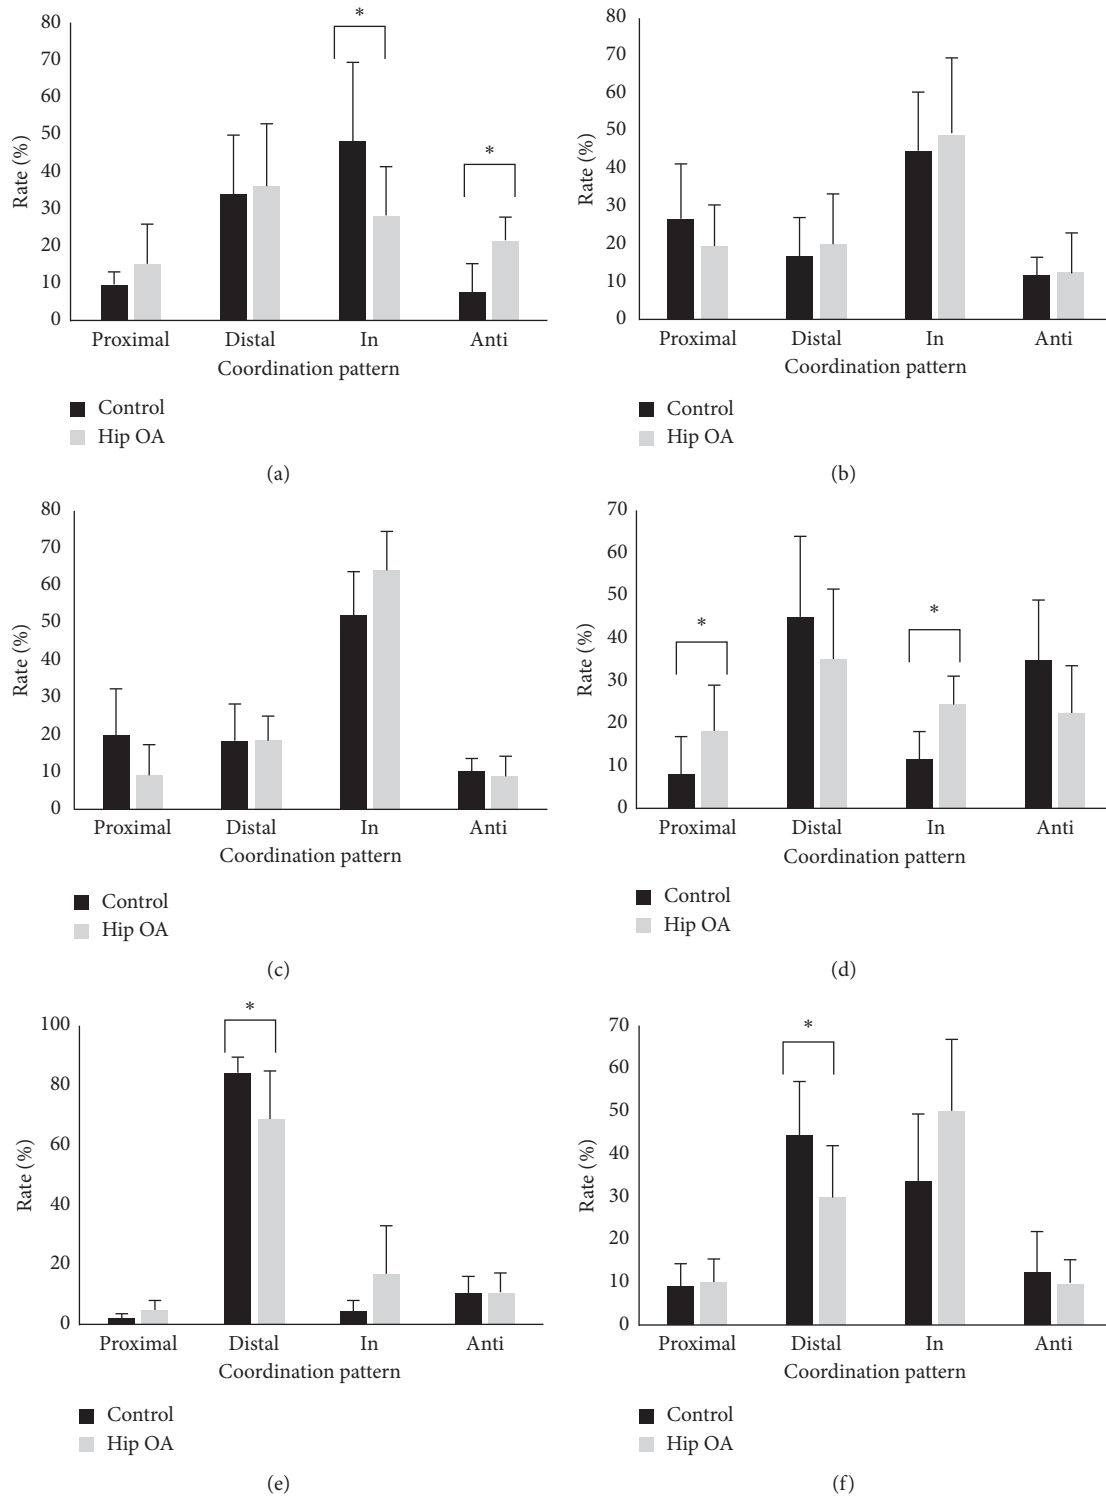 80
70
60
50
40
30
20
10
0
Rate (%)
*
*
Proximal Distal In Anti
Coordination pattern
Control
Hip OA
(a)
80
70
60
50
40
30
20
10
0
Rate (%)
Proximal Distal In Anti
Coordination pattern
Control
Hip OA
(b)
80
70
60
50
40
30
20
10
0
Rate (%)
Proximal Distal In Anti
Coordination pattern
Control
Hip OA
(c)
70
60
50
40
30
20
10
0
Rate (%)
*
*
Proximal Distal In Anti
Coordination pattern
Control
Hip OA
(d)
100
80
60
40
20
0
Rate (%)
*
Proximal Distal In Anti
Coordination pattern
Control
Hip OA
(e)
70
60
50
40
30
20
10
0
Rate (%)
*
Proximal Distal In Anti
Coordination pattern
Control
Hip OA
(f)